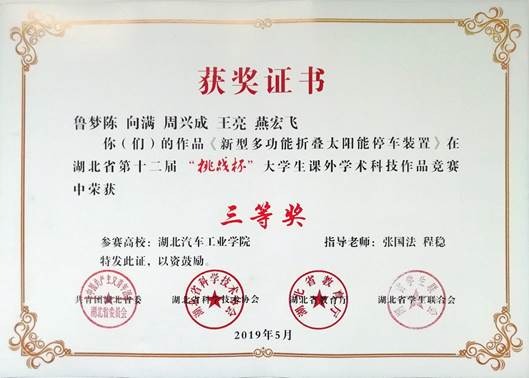 获奖证书
鲁梦陈 向满 周兴成 王亮 燕宏飞
你（们）的作品《新型多功能折叠太阳能停车装置》在
湖北省第十二届“挑战杯”大学生课外学术科技作品竞赛
中荣获
三等奖
参赛高校：湖北汽车工业学院 指导老师：张国法 程稳
特发此证，以资鼓励。
共青团湖北省委 湖北省科学技术协会 湖北省教育厅 湖北省学生联合会
湖北省委员会
2019年5月